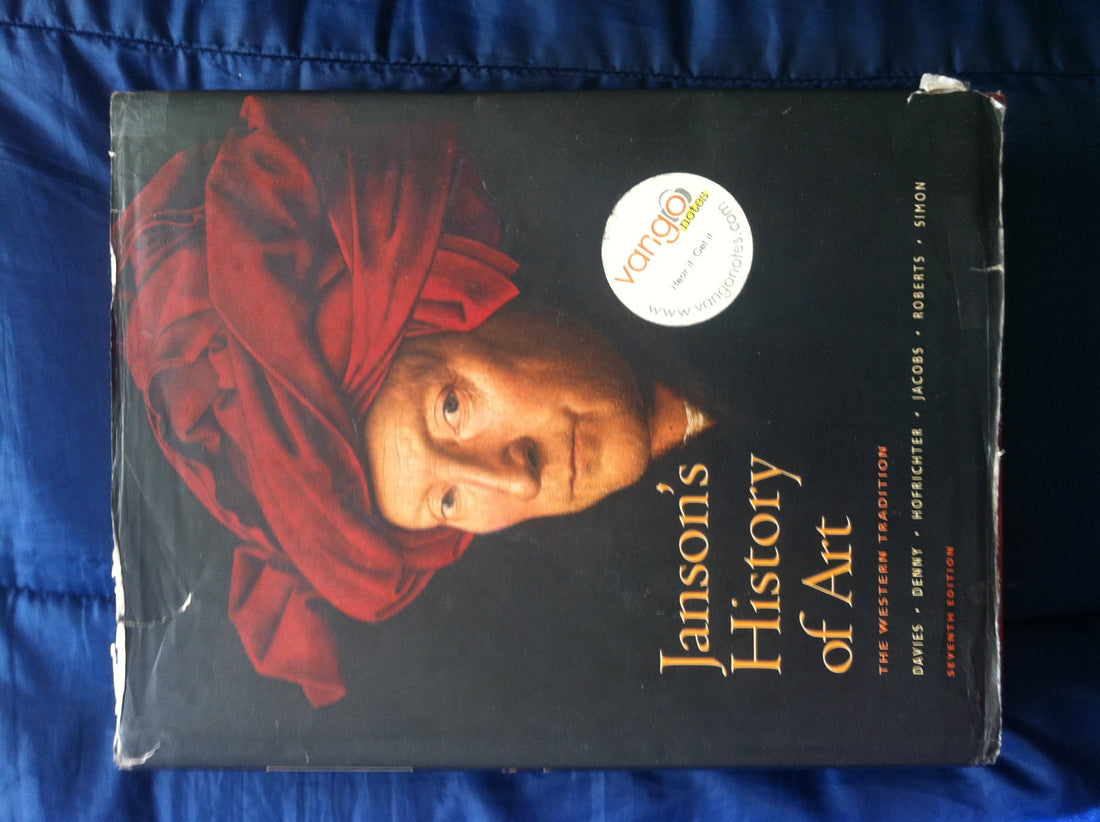 vango
notes
Hear it. Get it.
www.vangonotes.com
Janson's
History
of Art
THE WESTERN TRADITION
DAVIES • DENNY • HOFRICHTER • JACOBS • ROBERTS • SIMON
SEVENTH EDITION